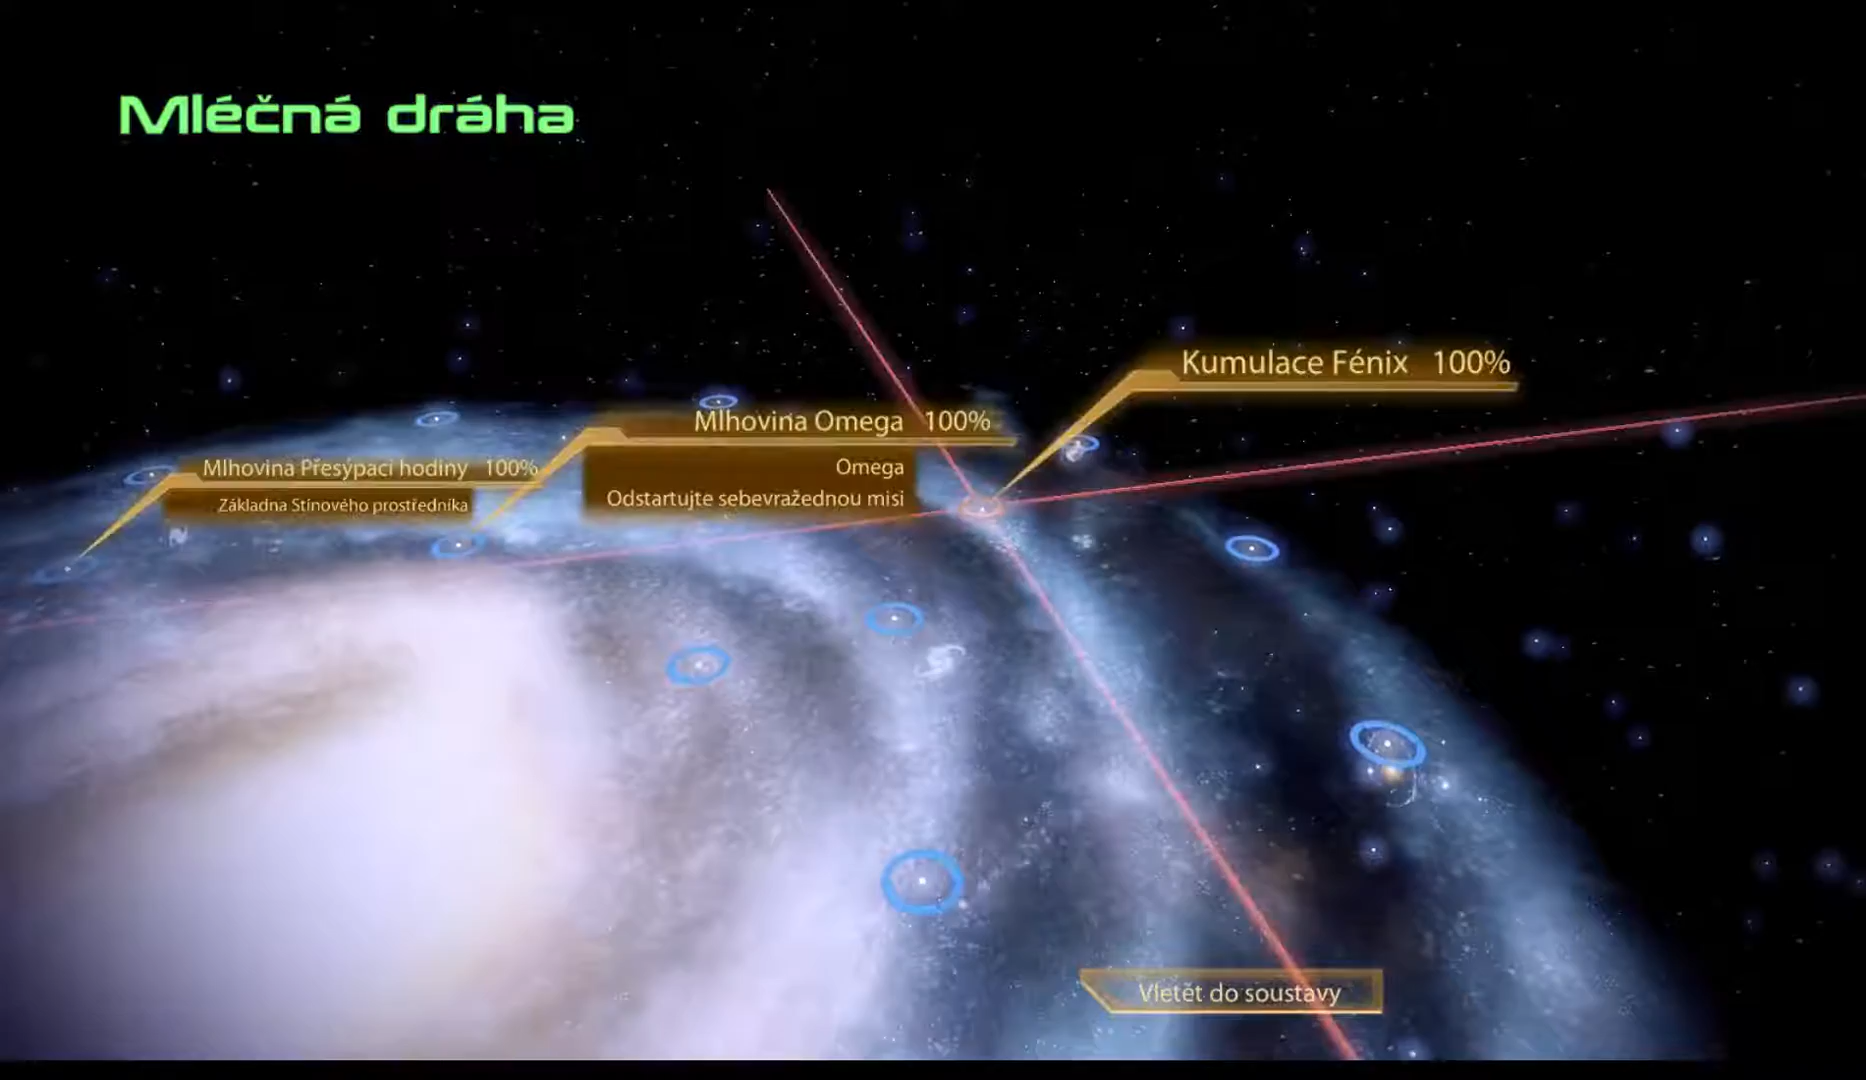 Mléčná dráha
Kumulace Fénix 100%
Mlhovina Omega 100%
Omega
Odstartujte sebevražednou misi
Mlhovina Přesýpací hodiny 100%
Základna Stínového prostředníka
Vletět do soustavy